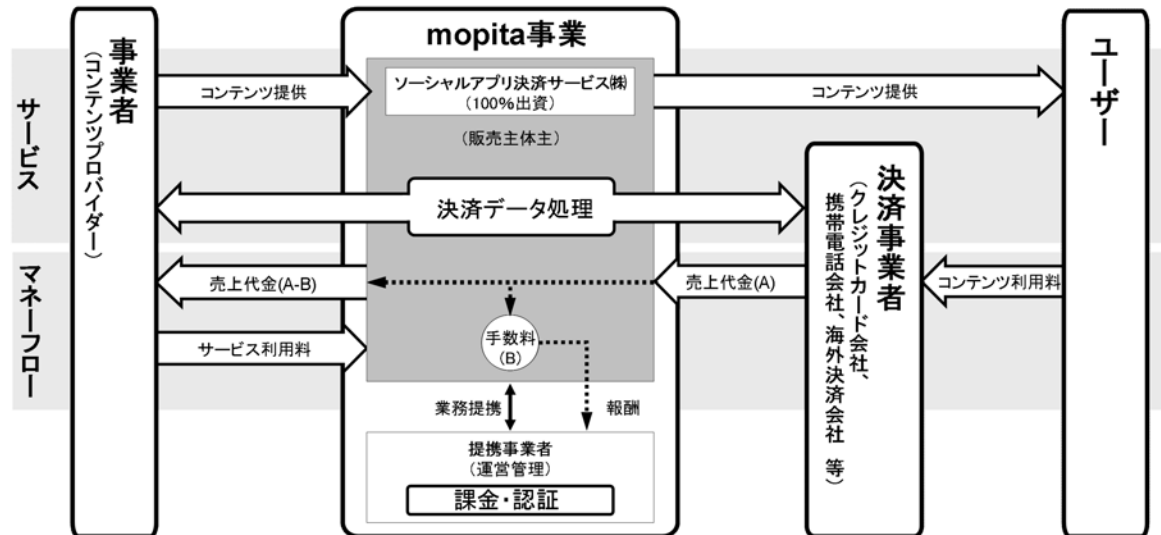 mopita事業
サービス
マネーフロー
事業者
（コンテンツプロバイダー）
コンテンツ提供
ソーシャルアプリ決済サービス㈱
（100％出資）
（販売主体主）
コンテンツ提供
ユーザー
決済データ処理
決済事業者
（クレジットカード会社、
携帯電話会社、海外決済会社 等）
売上代金(A-B)
売上代金(A)
コンテンツ利用料
手数料
(B)
サービス利用料
業務提携
報酬
提携事業者
（運営管理）
課金・認証